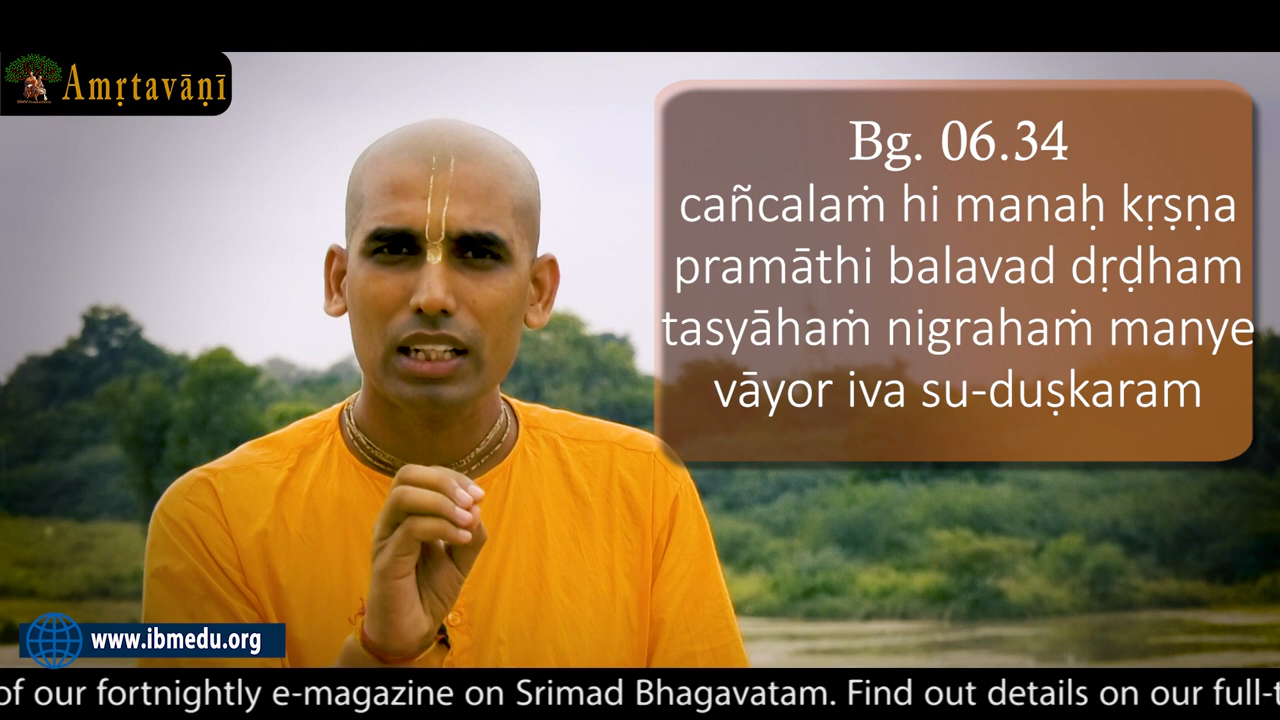 Amṛtavāṇī
Bg. 06.34
cañcalaṁ hi manaḥ kṛṣṇa
pramāthi balavad dṛḍham
tasyāhaṁ nigrahaṁ manye
vāyor iva su-duṣkaram
www.ibmedu.org
of our fortnightly e-magazine on Srimad Bhagavatam. Find out details on our full-t